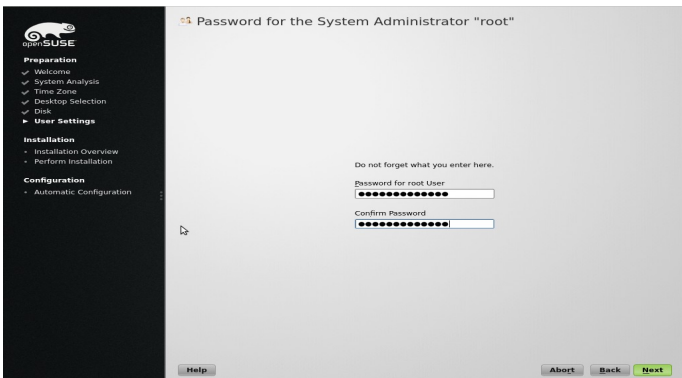 openSUSE
Preparation
Welcome
System Analysis
Time Zone
Desktop Selection
Disk
User Settings
Installation
Installation Overview
Perform Installation
Configuration
Automatic Configuration
Password for the System Administrator "root"
Do not forget what you enter here.
Password for root User
●●●●●●●●●●●●●
Confirm Password
●●●●●●●●●●●●●
Help
Abort
Back
Next